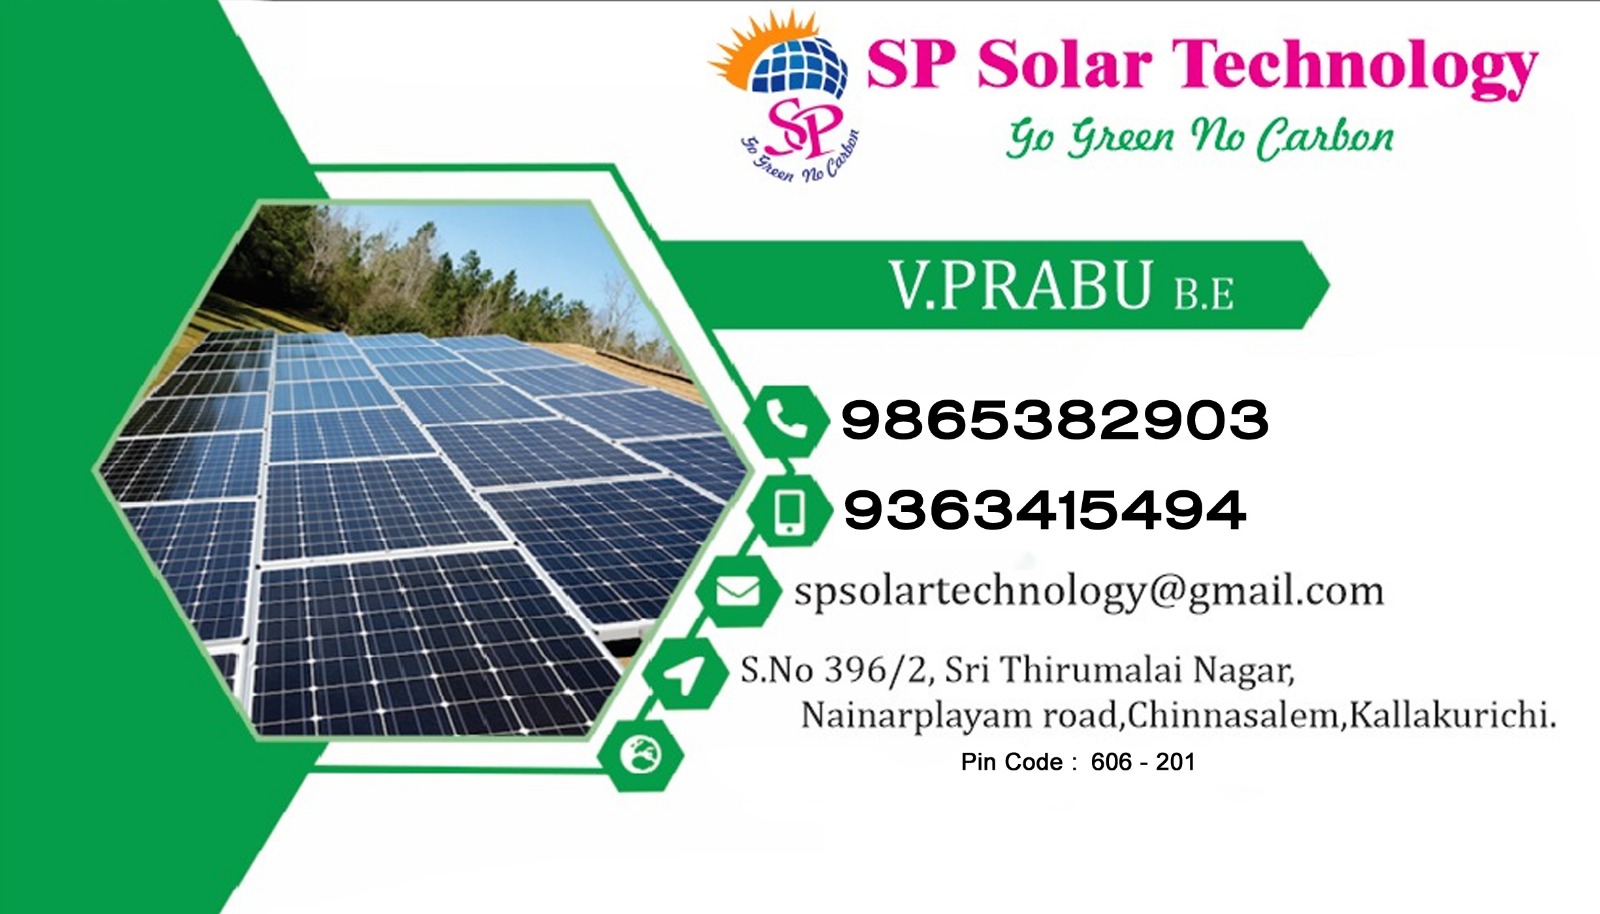 SP Solar Technology
Go Green No Carbon
SP
Go Green No Carbon
V.PRABU B.E
9865382903
9363415494
spsolartechnology@gmail.com
S.No 396/2, Sri Thirumalai Nagar,
Nainarplayam road,Chinnasalem,Kallakurichi.
Pin Code : 606 - 201